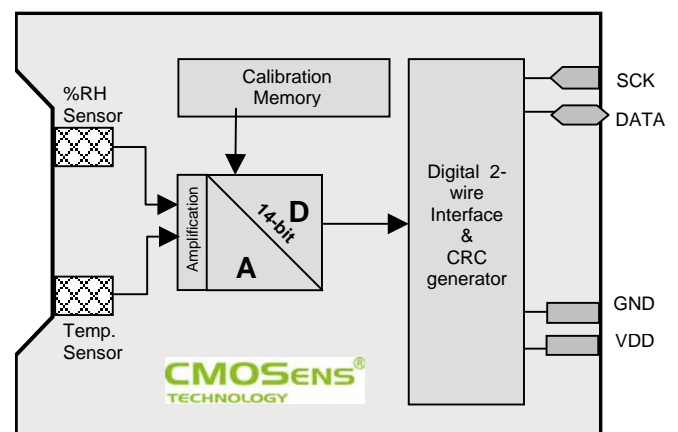 %RH
Sensor
Calibration
Memory
Amplification
14-bit
D
A
Digital 2-
wire
Interface
&
CRC
generator
SCK
DATA
GND
VDD
Temp.
Sensor
CMOSENS®
TECHNOLOGY